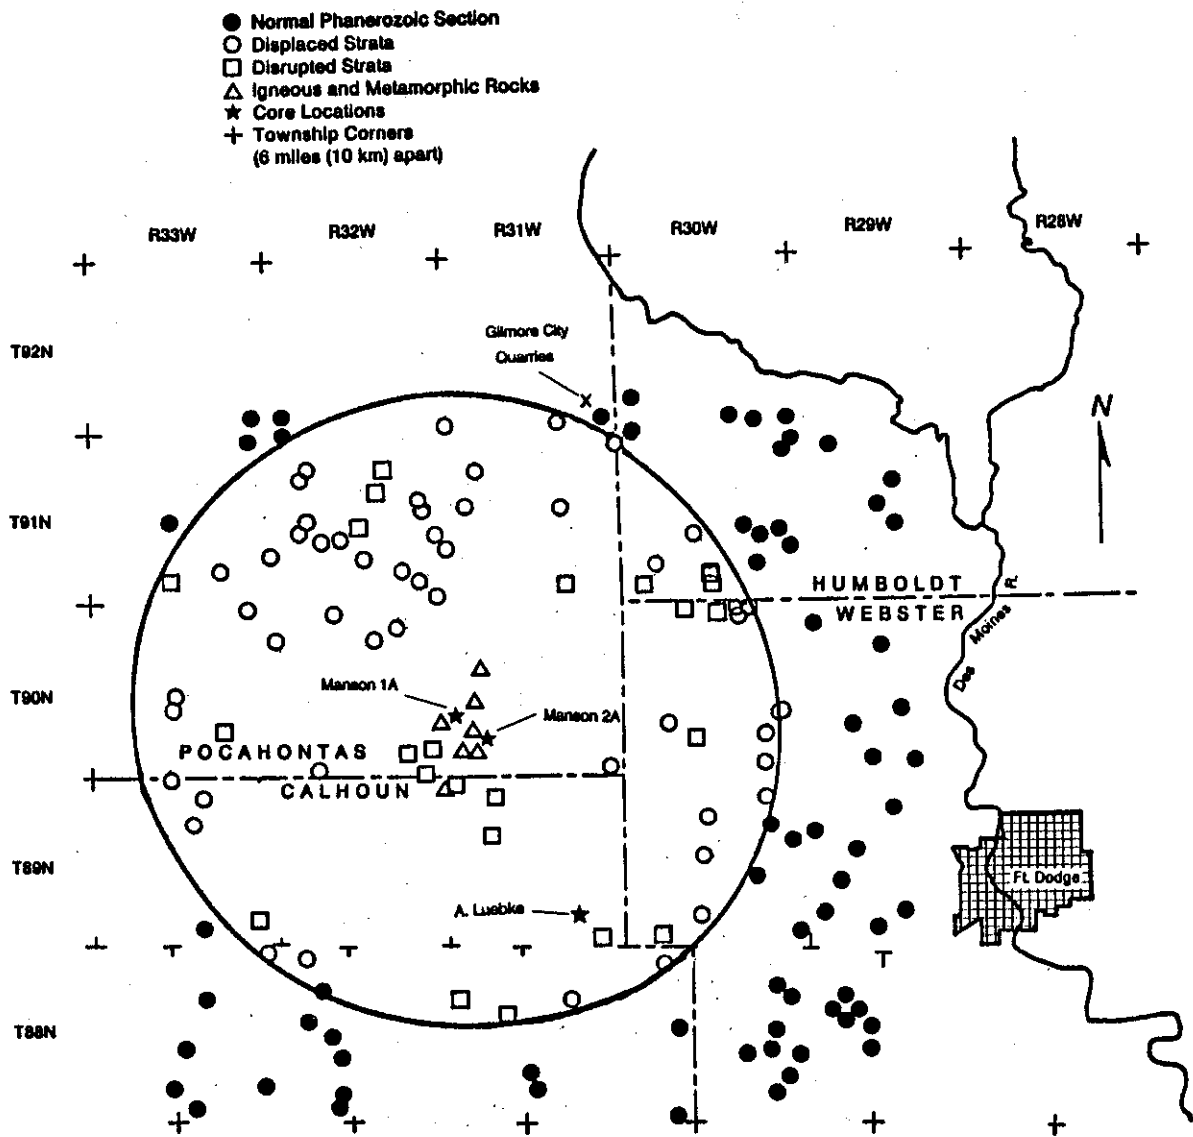 Normal Phanerozoic Section
Displaced Strata
Disrupted Strata
Igneous and Metamorphic Rocks
Core Locations
Township Corners
(6 miles (10 km) apart)
R33W R32W R31W R30W R29W R28W
T92N
Gilmore City
Quarries
x
N
T91N
HUMBOLDT
WEBSTER
Des Moines R.
T90N
Manson 1A
Manson 2A
POCAHONTAS
CALHOUN
T89N
Ft. Dodge
A. Luebke
T88N